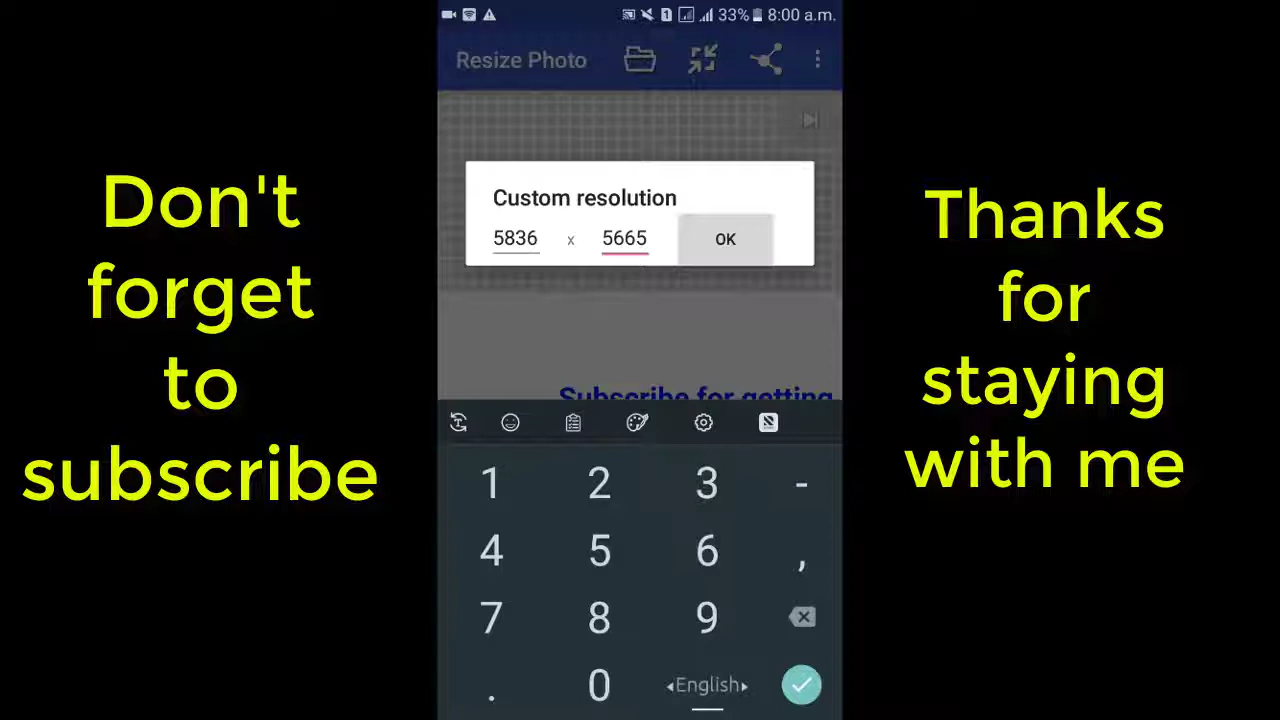 Don't
forget
to
subscribe
33% 8:00 a.m.
Resize Photo
Custom resolution
5836 x 5665 OK
Subscribe for getting
1 2 3 -
4 5 6 ,
7 8 9
. 0 English
Thanks
for
staying
with me